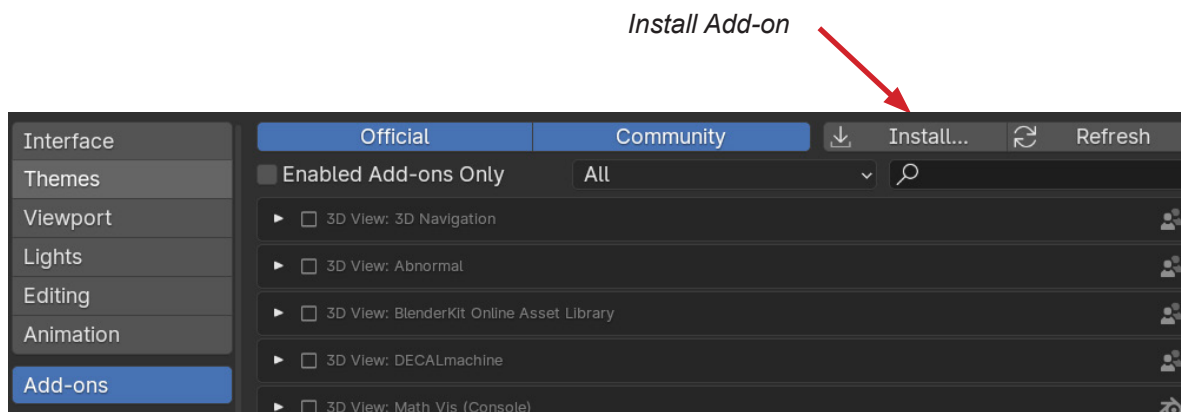 Install Add-on
Interface
Themes
Viewport
Lights
Editing
Animation
Add-ons
Official Community Install... Refresh
Enabled Add-ons Only All
3D View: 3D Navigation
3D View: Abnormal
3D View: BlenderKit Online Asset Library
3D View: DECALmachine
3D View: Math Vis (Console)